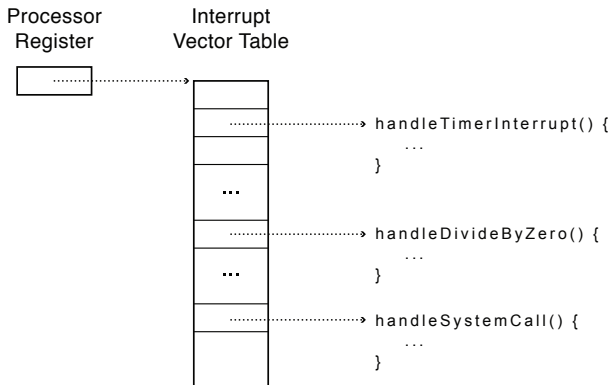 Processor
Register
Interrupt
Vector Table
handleTimerInterrupt() {
...
}
...
handleDivideByZero() {
...
}
...
handleSystemCall() {
...
}